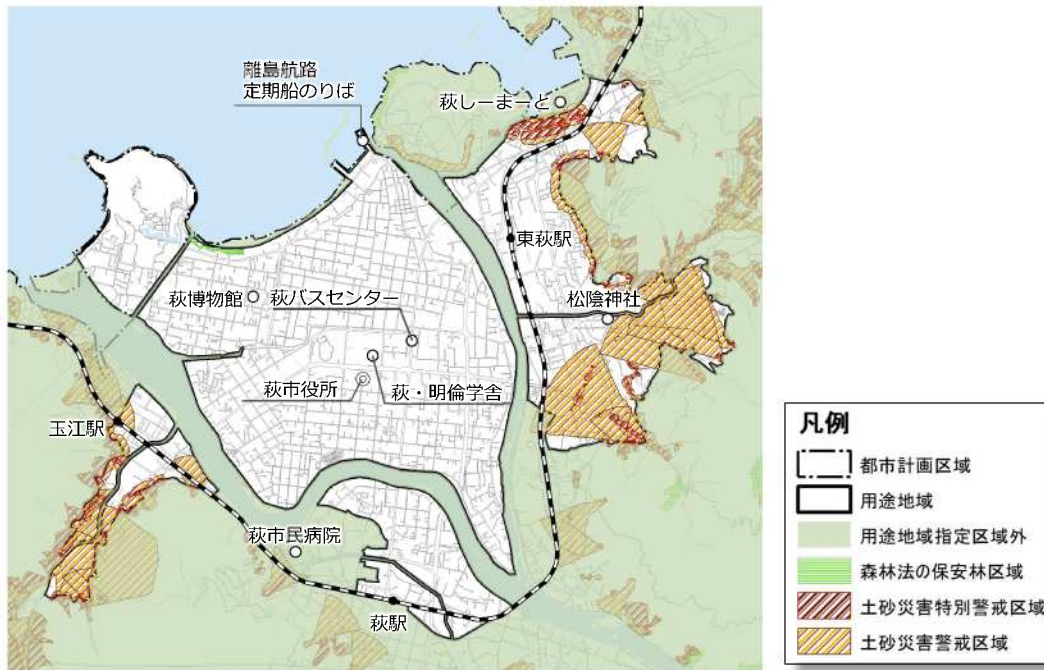 離島航路
定期船のりば
萩しーまーと
東萩駅
松陰神社
萩博物館
萩バスセンター
萩市役所
萩・明倫学舎
玉江駅
萩市民病院
萩駅
凡例
都市計画区域
用途地域
用途地域指定区域外
森林法の保安林区域
土砂災害特別警戒区域
土砂災害警戒区域